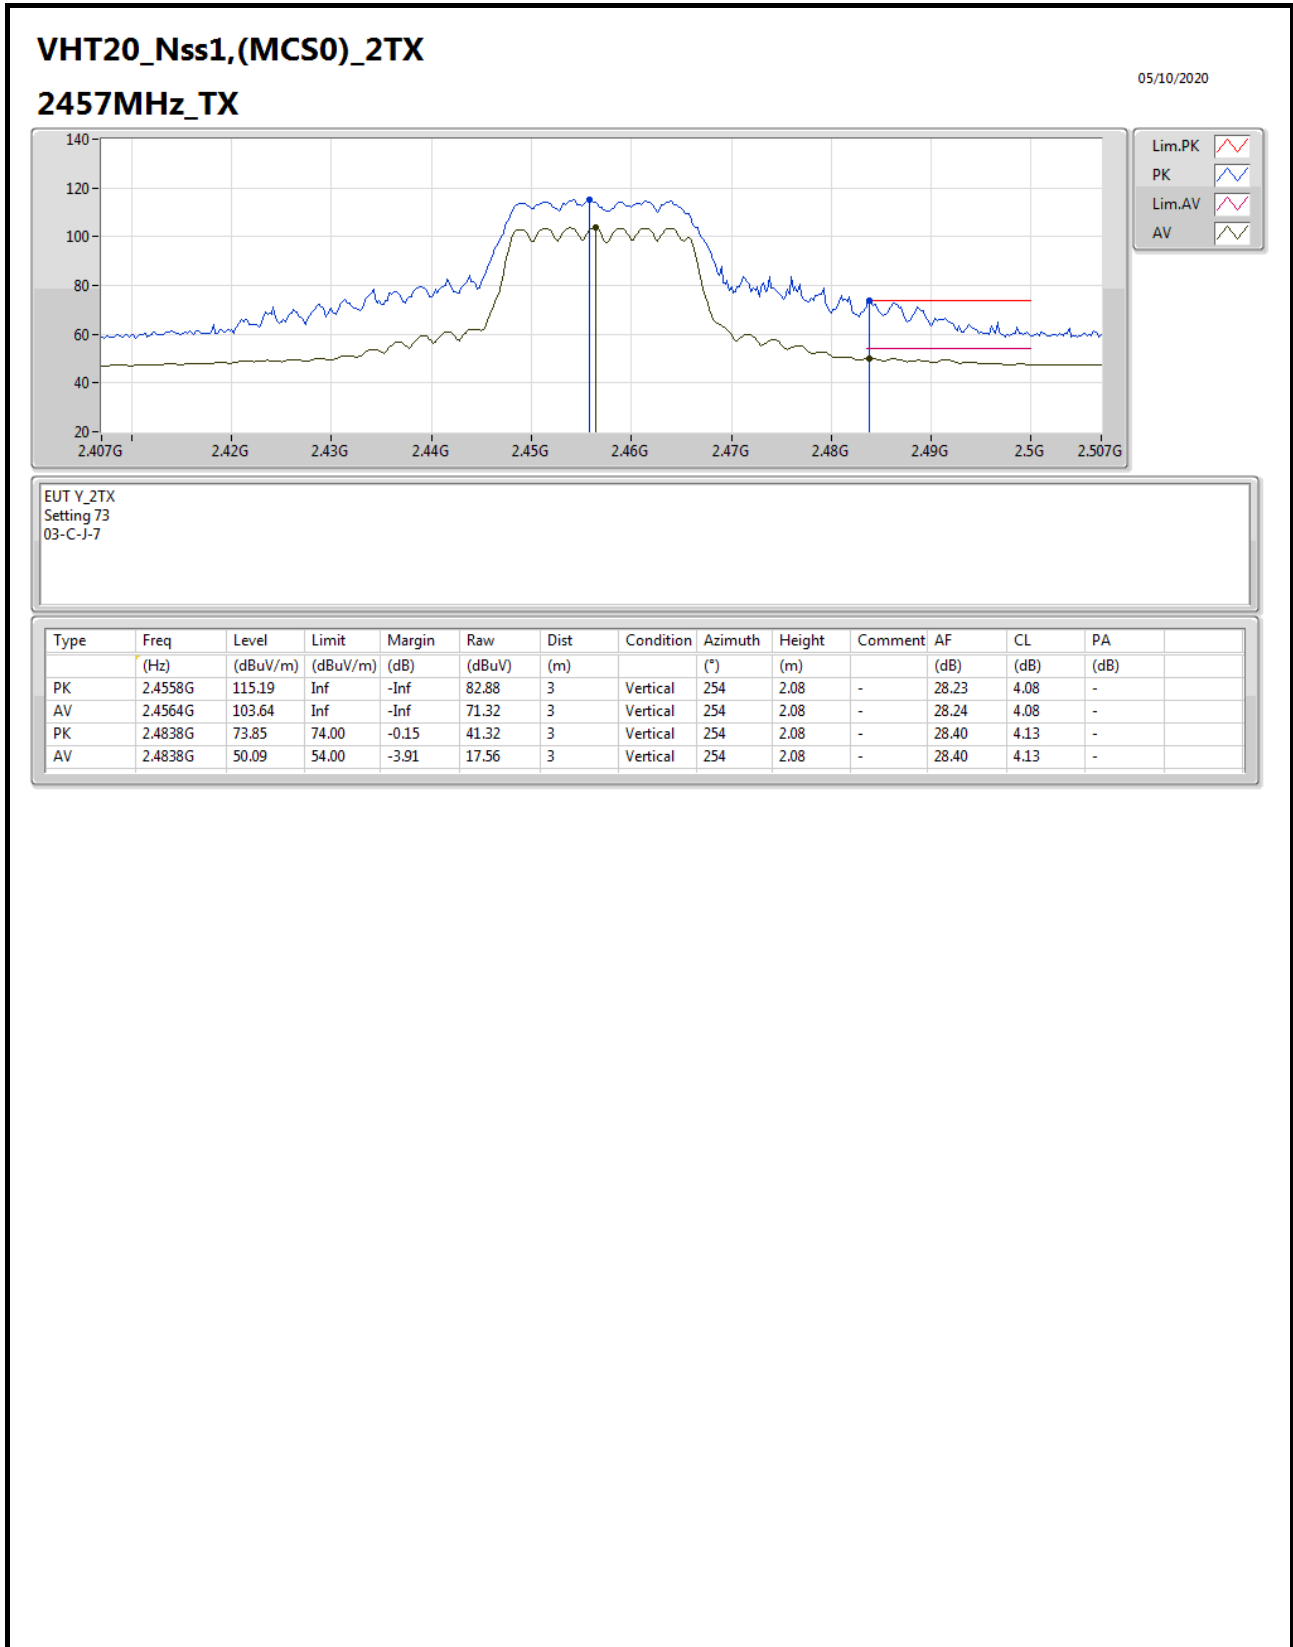 VHT20_Nss1,(MCS0)_2TX
05/10/2020
2457MHz_TX
140
120
100
80
60
40
20
2.407G 2.42G 2.43G 2.44G 2.45G 2.46G 2.47G 2.48G 2.49G 2.5G 2.507G
Lim.PK
PK
Lim.AV
AV
EUT Y_2TX
Setting 73
03-C-J-7
Type Freq Level Limit Margin Raw Dist Condition Azimuth Height Comment AF CL PA
(Hz) (dBuV/m) (dBuV/m) (dB) (dBuV) (m) (°) (m) (dB) (dB) (dB)
PK 2.4558G 115.19 Inf -Inf 82.88 3 Vertical 254 2.08 - 28.23 4.08 -
AV 2.4564G 103.64 Inf -Inf 71.32 3 Vertical 254 2.08 - 28.24 4.08 -
PK 2.4838G 73.85 74.00 -0.15 41.32 3 Vertical 254 2.08 - 28.40 4.13 -
AV 2.4838G 50.09 54.00 -3.91 17.56 3 Vertical 254 2.08 - 28.40 4.13 -